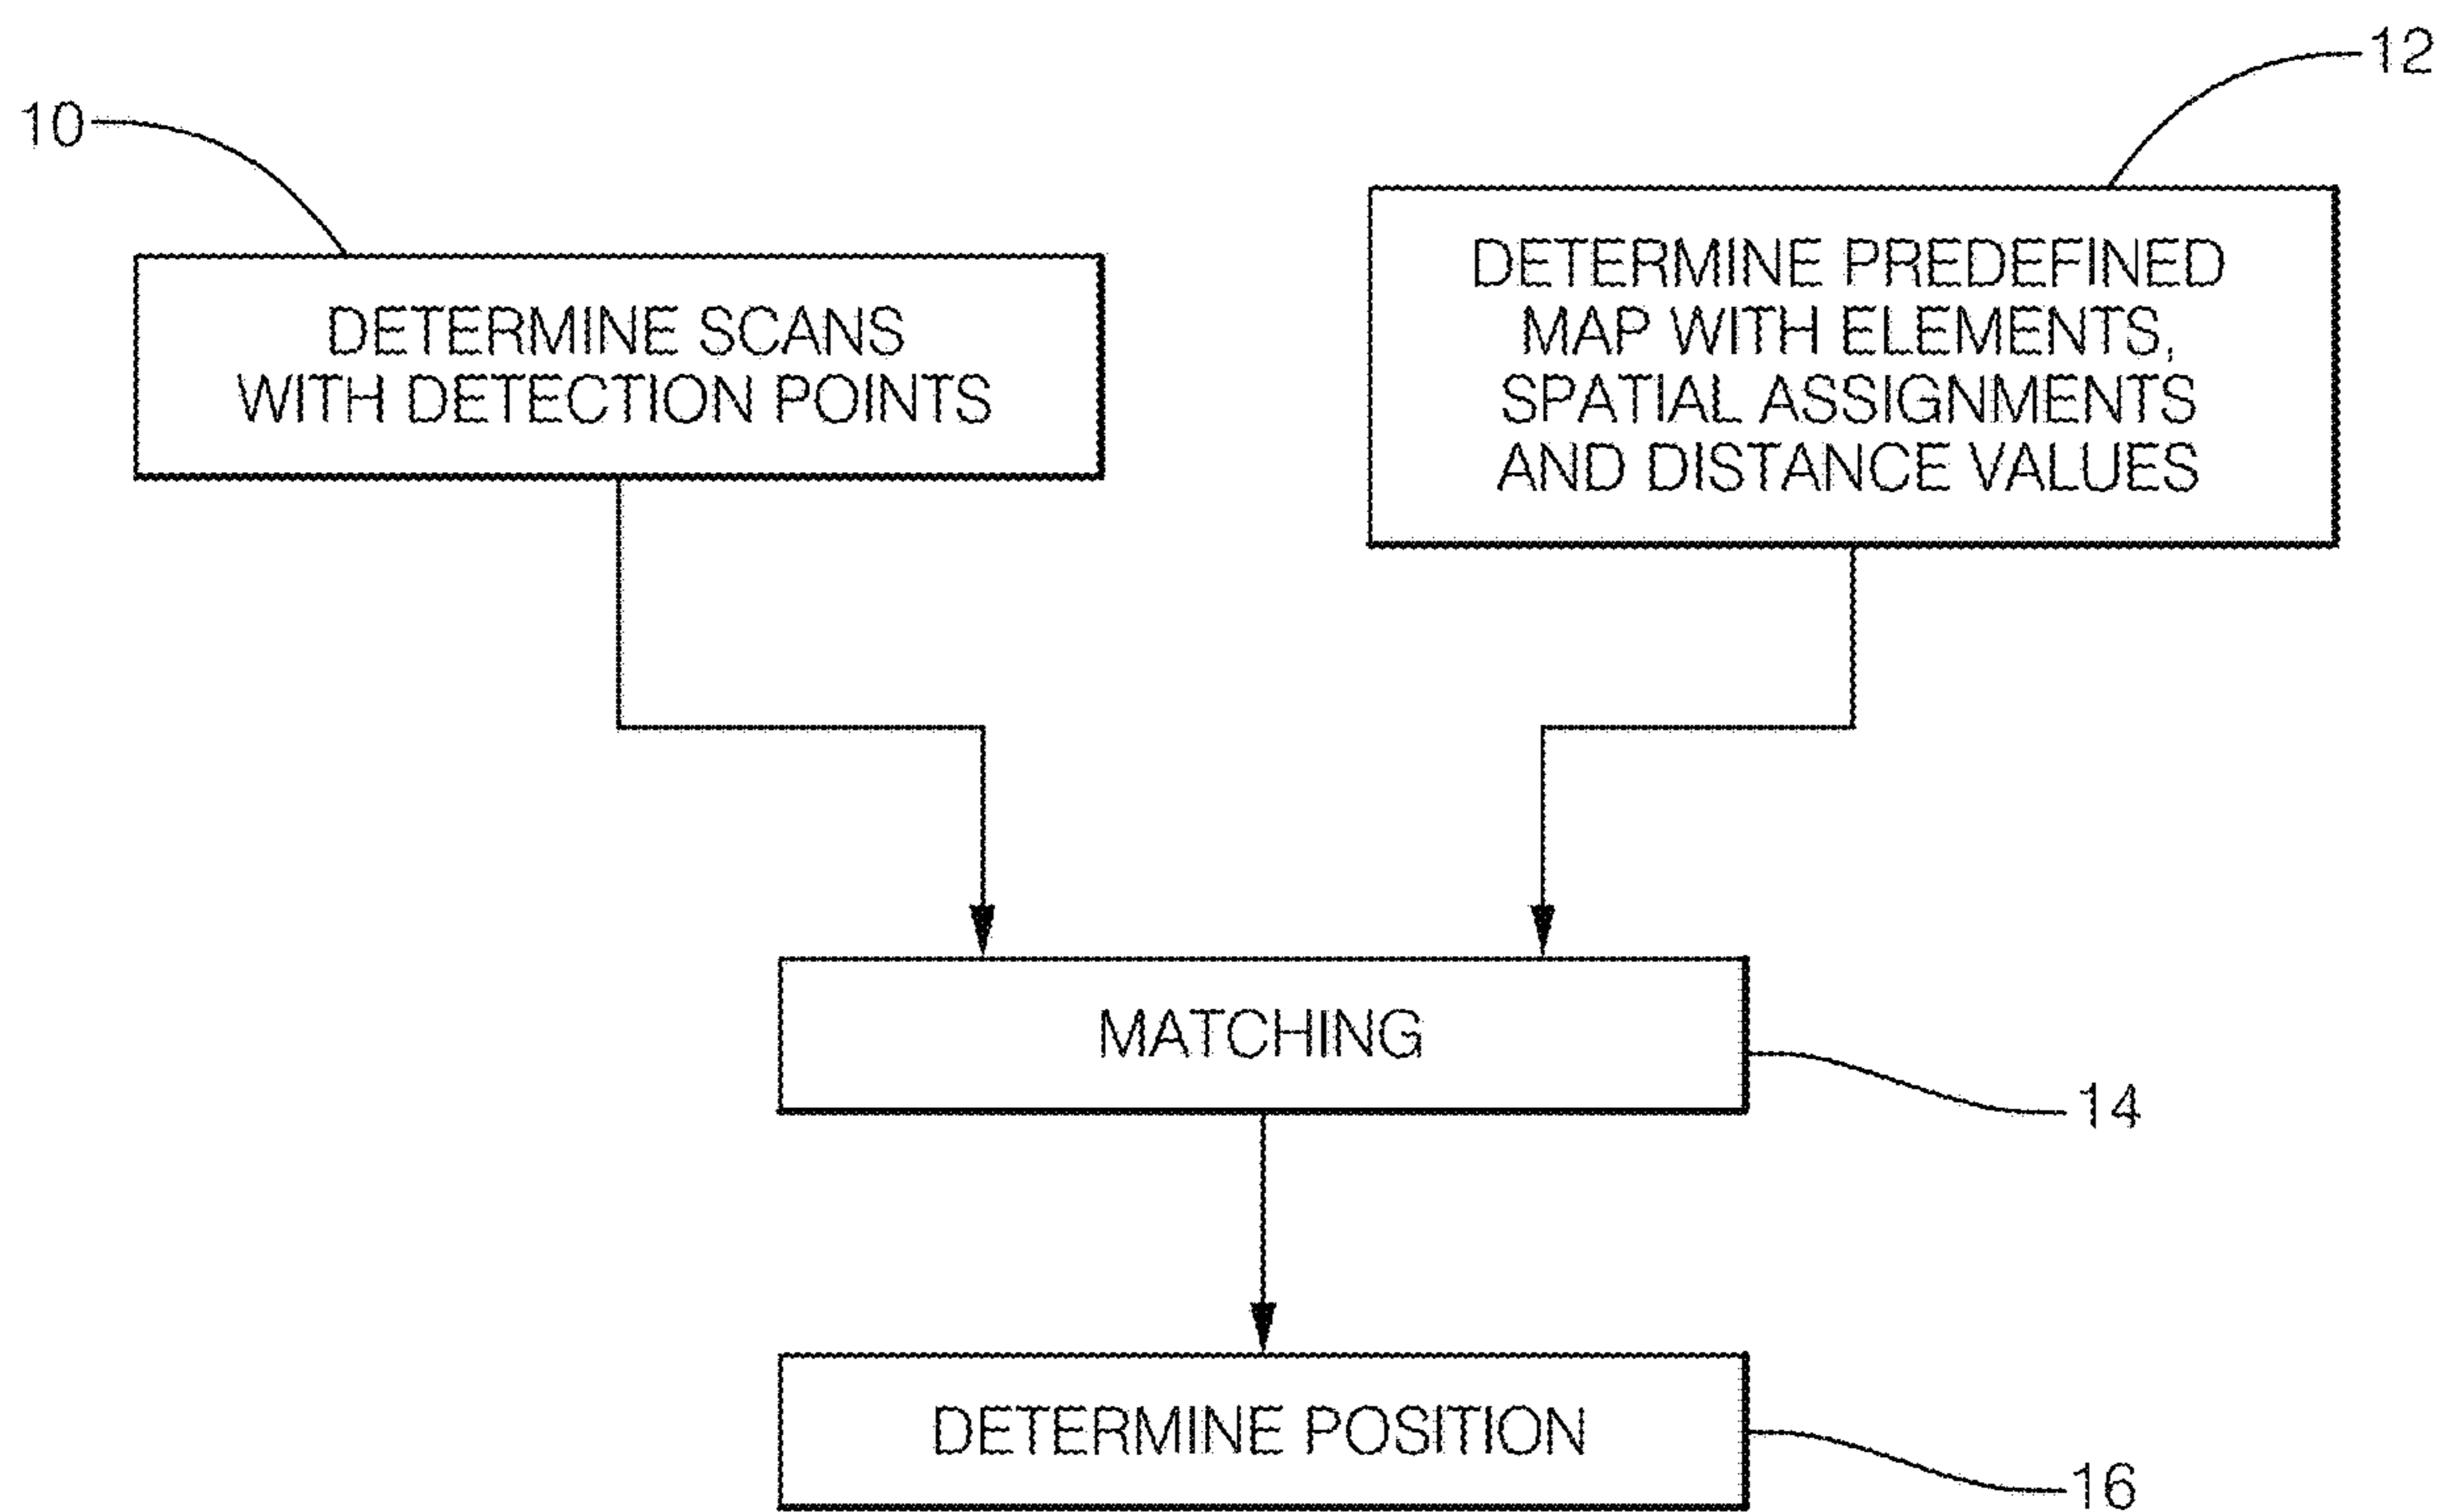 12
10
DETERMINE SCANS
WITH DETECTION POINTS
DETERMINE PREDEFINED
MAP WITH ELEMENTS,
SPATIAL ASSIGNMENTS
AND DISTANCE VALUES
MATCHING
14
DETERMINE POSITION
16